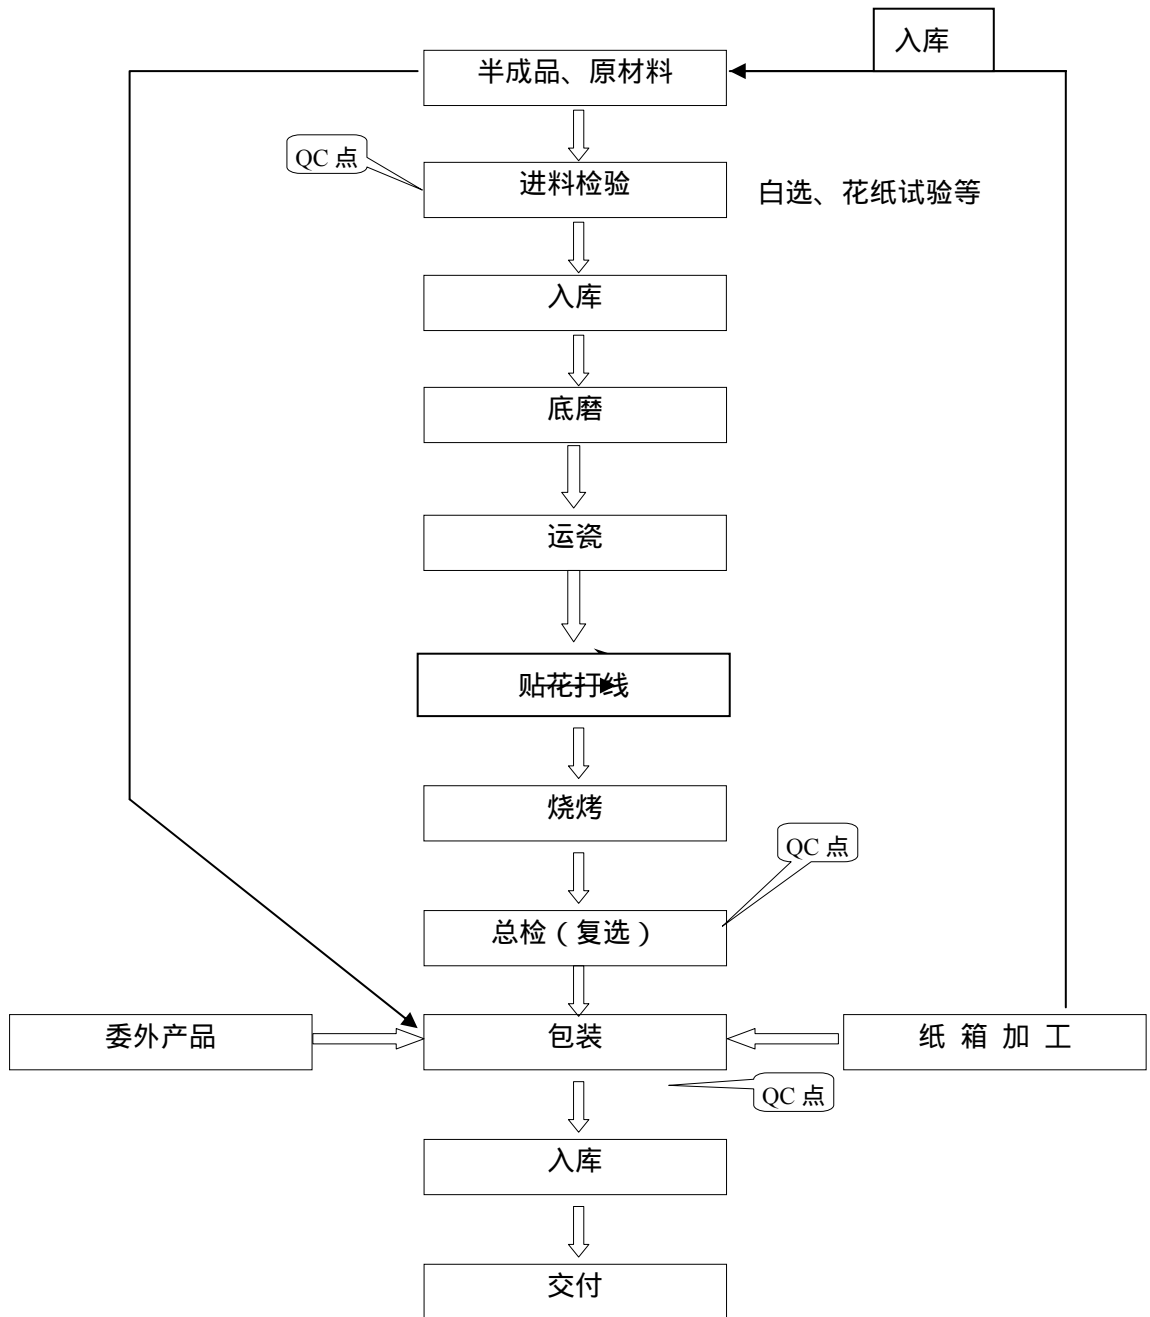 入库
半成品、原材料
QC 点
进料检验
白选、花纸试验等
入库
底磨
运瓷
贴花打线
烧烤
QC 点
总检（复选）
委外产品
包装
纸 箱 加 工
QC 点
入库
交付